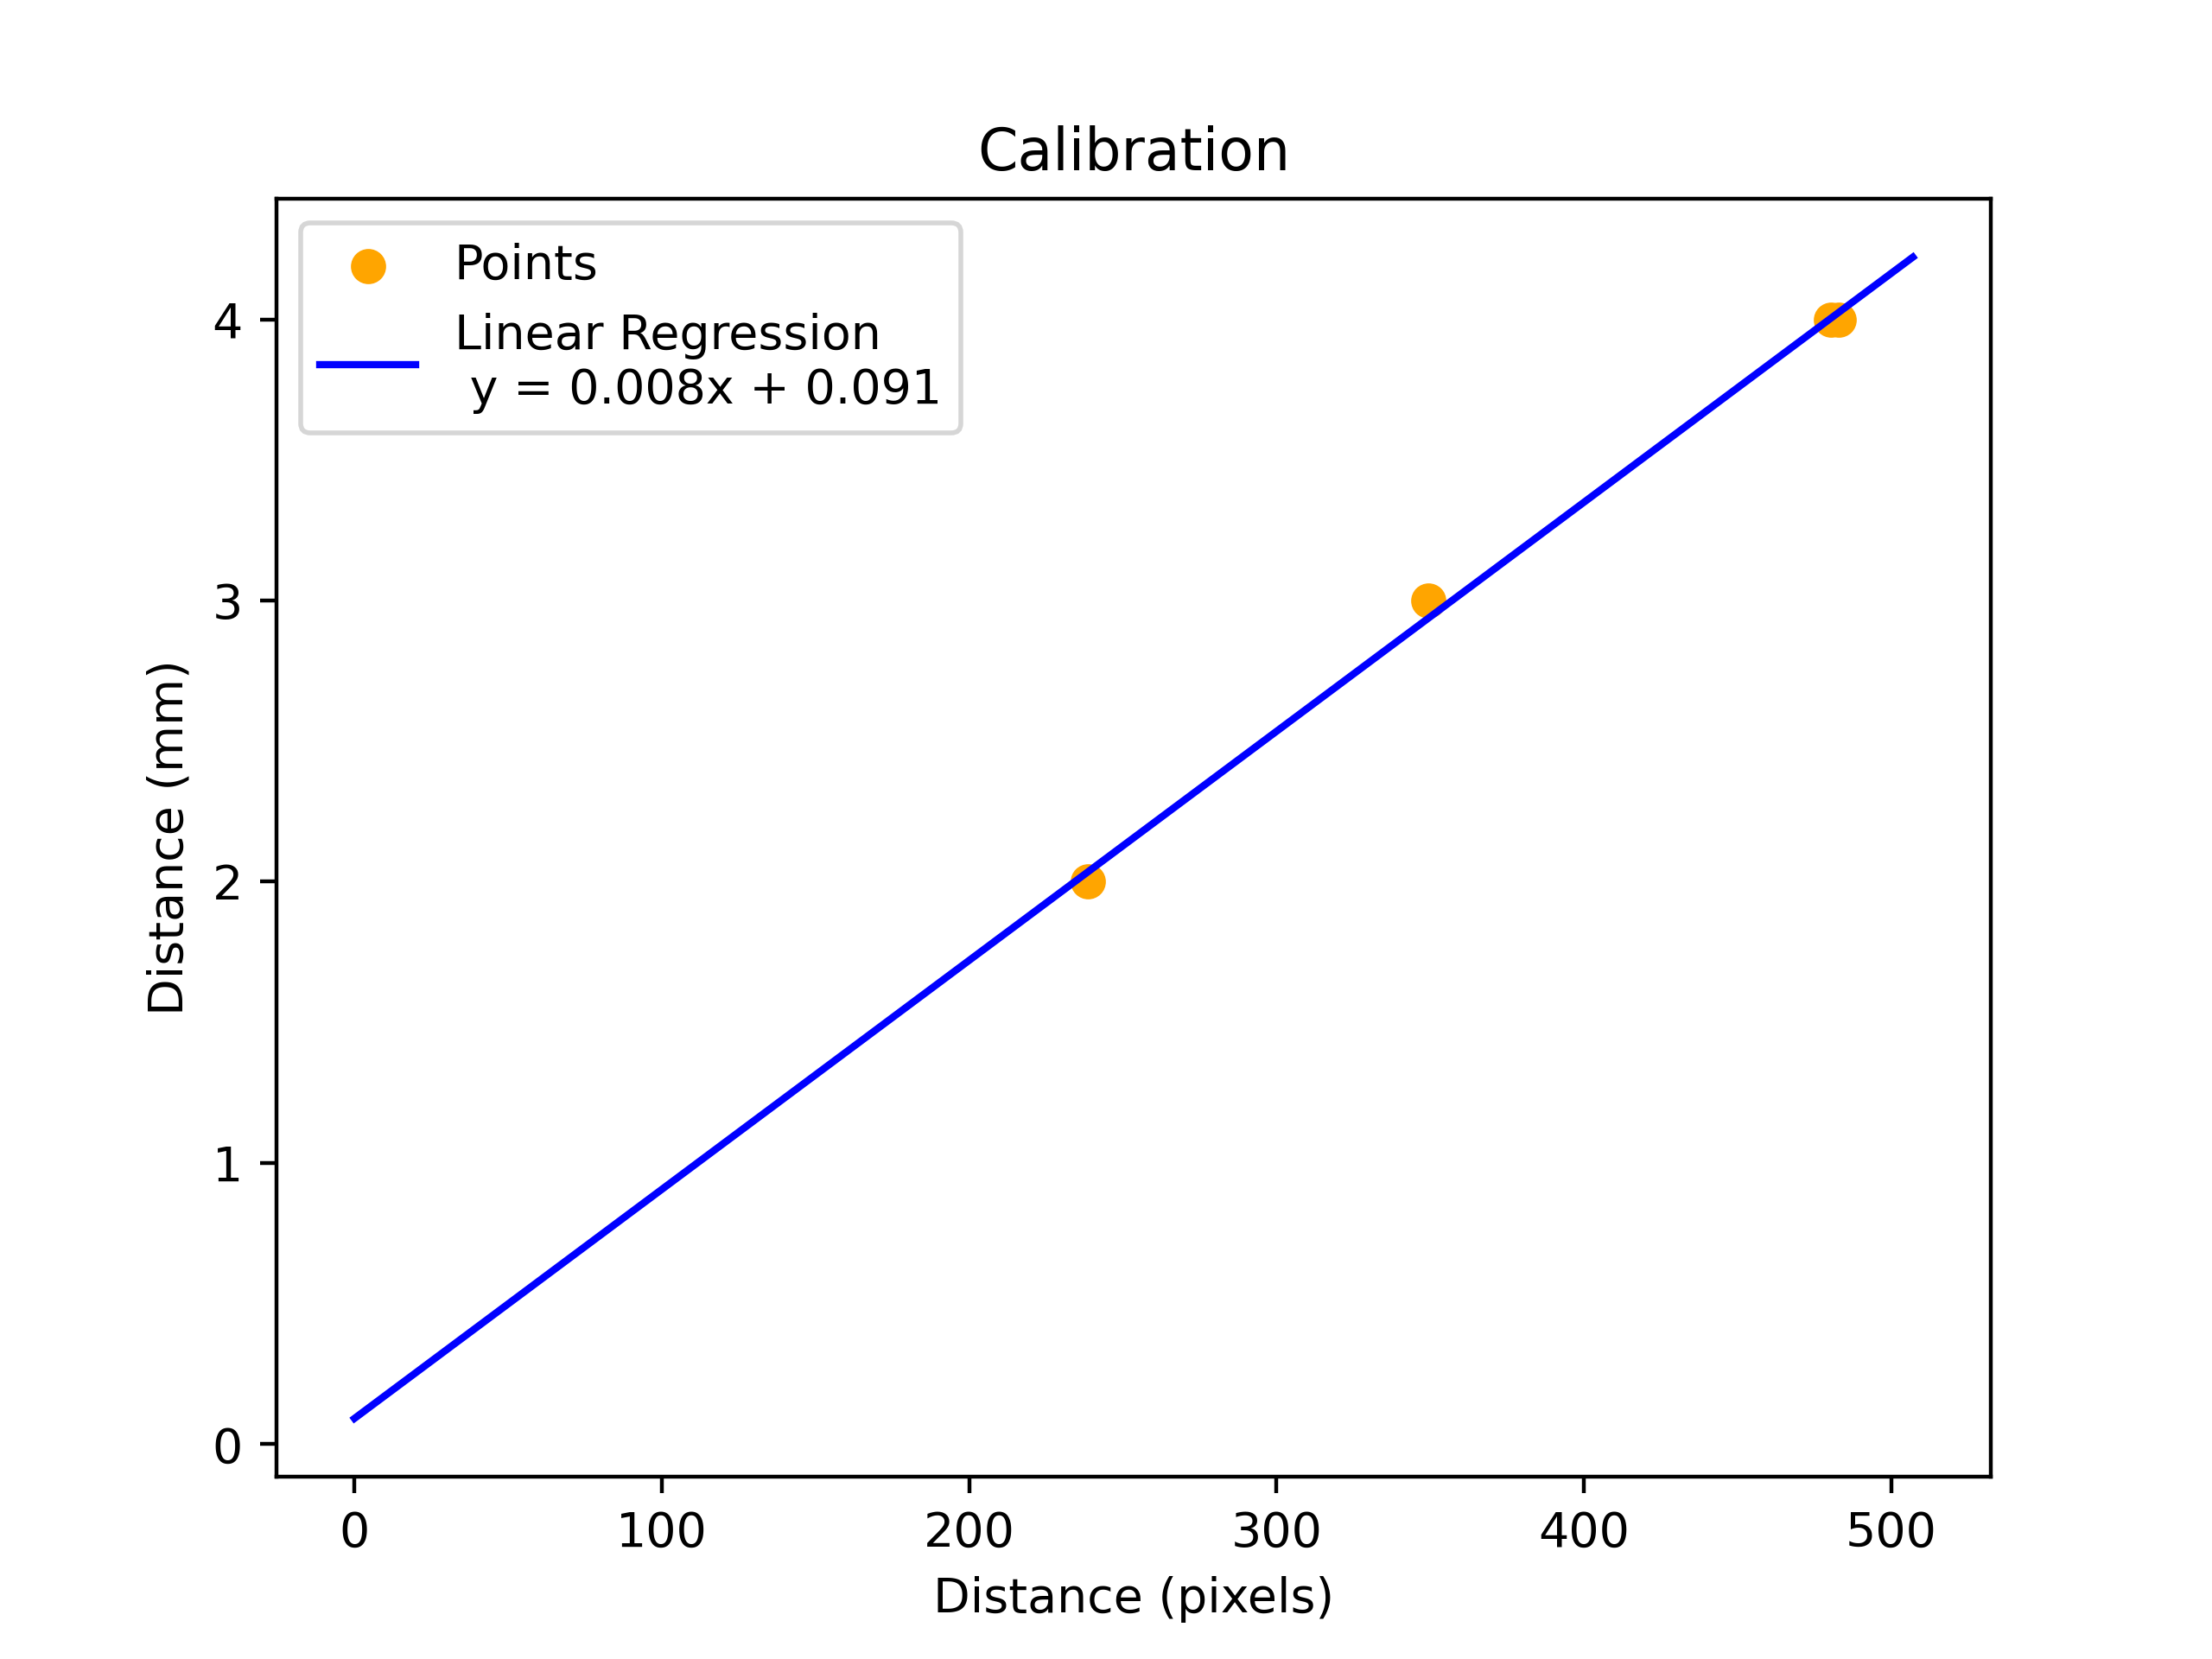 Calibration
Points
Linear Regression
y = 0.008x + 0.091
4
3
2
1
0
Distance (mm)
0 100 200 300 400 500
Distance (pixels)